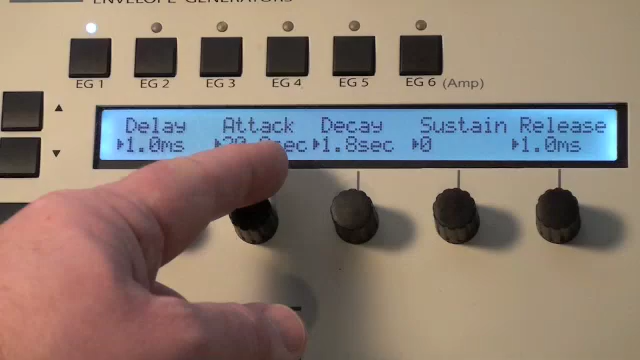 ENVELOPE GENERATORS
EG 1 EG 2 EG 3 EG 4 EG 5 EG 6 (Amp)
Delay Attack Decay Sustain Release
1.0ms sec 1.8sec 0 1.0ms